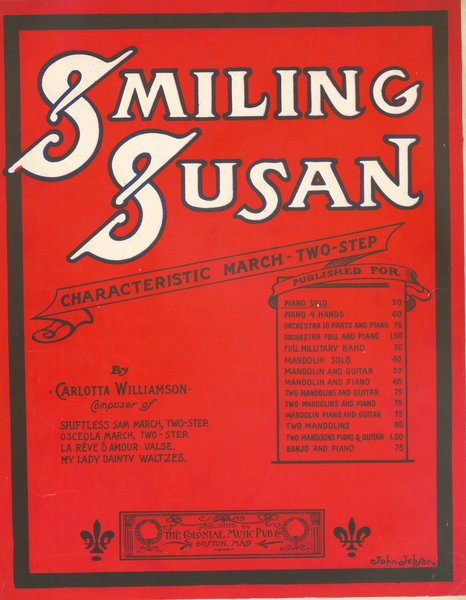 SMILING
SUSAN
CHARACTERISTIC MARCH-TWO-STEP
PUBLISHED FOR
PIANO SOLO 50
PIANO 4 HANDS 60
ORCHESTRA 10 PARTS AND PIANO 75
ORCHESTRA FULL AND PIANO 100
FULL MILLITARY BAND 50
MANDOLIN SOLO 40
MANDOLIN AND GUITAR 50
MANDOLIN AND PIANO 65
TWO MANDOLINS AND GUITAR 75
TWO MANDOLINS AND PIANO 75
MANDOLIN PIANO AND GUITAR 75
TWO MANDOLINS 60
TWO MANDOLINS PIANO & GUITAR 1.00
BANJO AND PIANO 75
By
CARLOTTA WILLIAMSON
Composer of
SHIFTLESS SAM. MARCH, TWO-STEP.
OSCEOLA MARCH, TWO-STEP.
LA RÊVE D'AMOUR VALSE.
MY LADY DAINTY WALTZES.
PUBLISHED BY
THE COLONIAL MUSIC PUB. Co
BOSTON, MASS
John Jepson